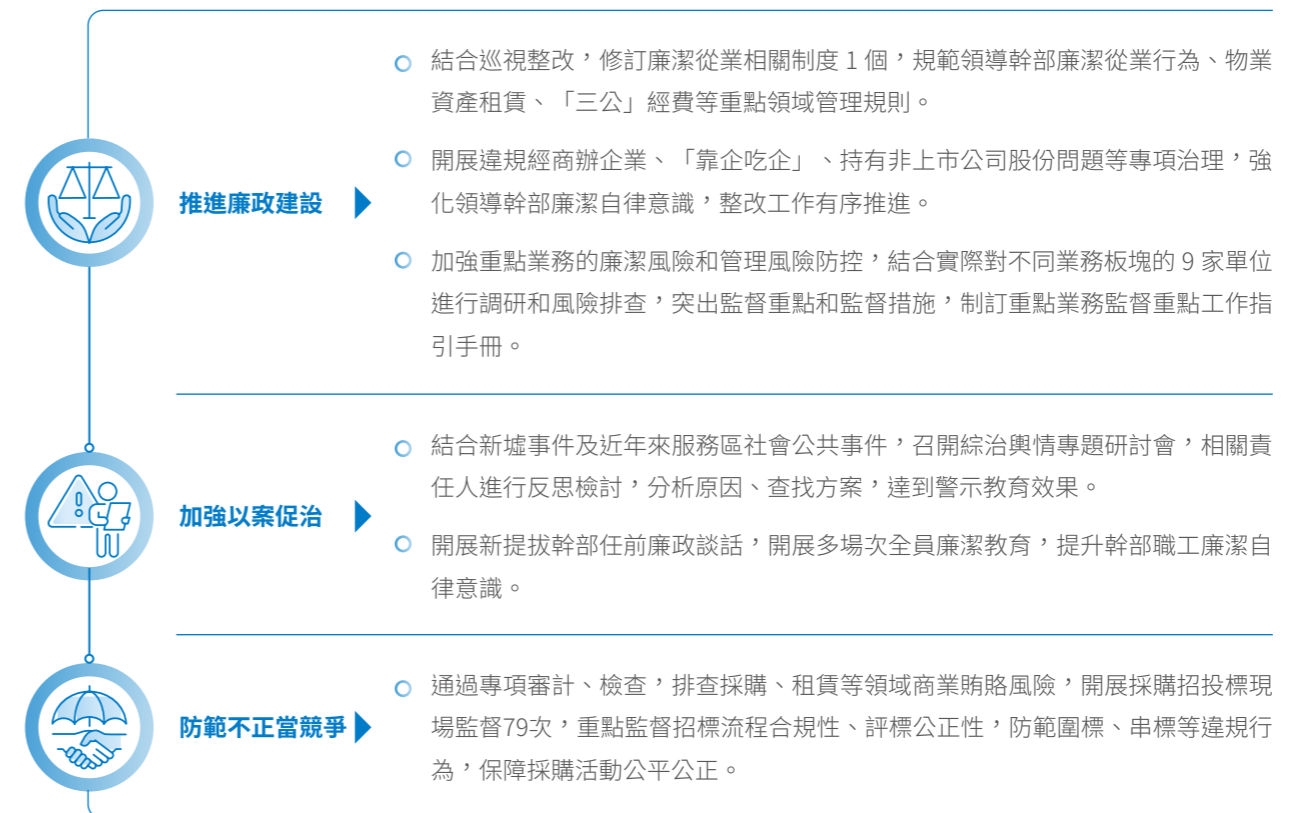 結合巡視整改，修訂廉潔從業相關制度 1 個，規範領導幹部廉潔從業行為、物業
資產租賃、「三公」經費等重點領域管理規則。
開展違規經商辦企業、「靠企吃企」、持有非上市公司股份問題等專項治理，強
化領導幹部廉潔自律意識，整改工作有序推進。
推進廉政建設
加強重點業務的廉潔風險和管理風險防控，結合實際對不同業務板塊的 9 家單位
進行調研和風險排查，突出監督重點和監督措施，制訂重點業務監督重點工作指
引手冊。
結合新墟事件及近年來服務區社會公共事件，召開綜治輿情專題研討會，相關責
任人進行反思檢討，分析原因、查找方案，達到警示教育效果。
加強以案促治
開展新提拔幹部任前廉政談話，開展多場次全員廉潔教育，提升幹部職工廉潔自
律意識。
通過專項審計、檢查，排查採購、租賃等領域商業賄賂風險，開展採購招投標現
防範不正當競爭
場監督79次，重點監督招標流程合規性、評標公正性，防範圍標、串標等違規行
為，保障採購活動公平公正。